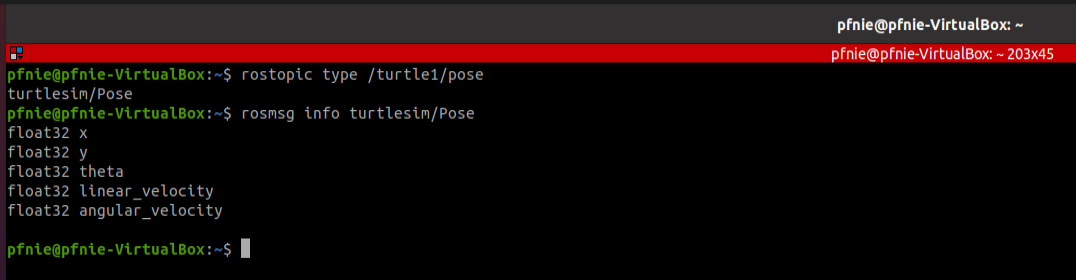 pfnie@pfnie-VirtualBox: ~
pfnie@pfnie-VirtualBox: ~ 203x45
pfnie@pfnie-VirtualBox:~$ rostopic type /turtle1/pose
turtlesim/Pose
pfnie@pfnie-VirtualBox:~$ rosmsg info turtlesim/Pose
float32 x
float32 y
float32 theta
float32 linear_velocity
float32 angular_velocity
pfnie@pfnie-VirtualBox:~$